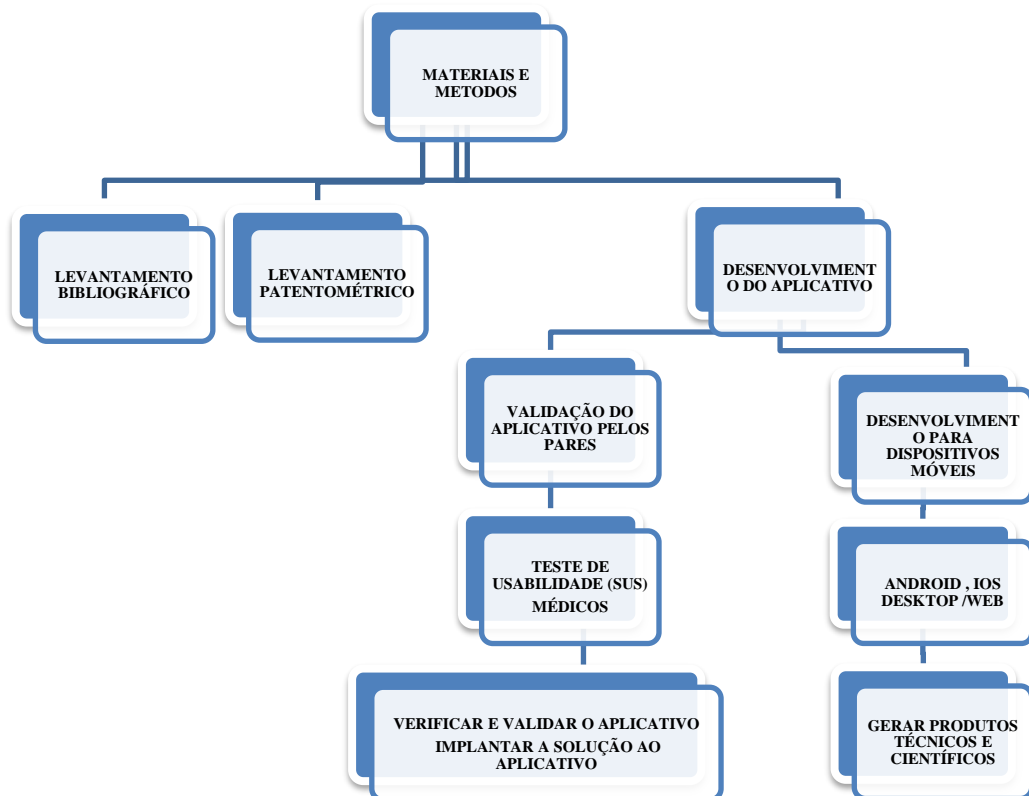 MATERIAIS E
METODOS
LEVANTAMENTO
BIBLIOGRÁFICO
LEVANTAMENTO
PATENTOMÉTRICO
DESENVOLVIMENT
O DO APLICATIVO
VALIDAÇÃO DO
APLICATIVO PELOS
PARES
DESENVOLVIMENT
O PARA
DISPOSITIVOS
MÓVEIS
TESTE DE
USABILIDADE (SUS)
MÉDICOS
ANDROID , IOS
DESKTOP /WEB
VERIFICAR E VALIDAR O APLICATIVO
IMPLANTAR A SOLUÇÃO AO
APLICATIVO
GERAR PRODUTOS
TÉCNICOS E
CIENTÍFICOS